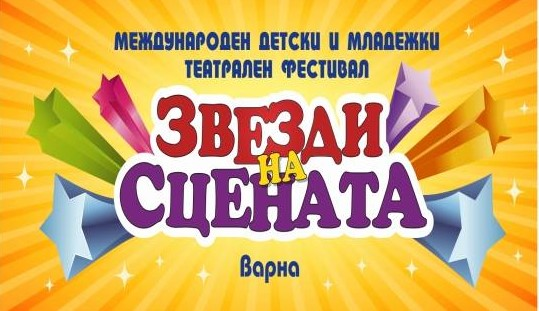 МЕЖДУНАРОДЕН ДЕТСКИ И МЛАДЕЖКИ
ТЕАТРАЛЕН ФЕСТИВАЛ
ЗВЕЗДИ
НА
СЦЕНАТА
Варна